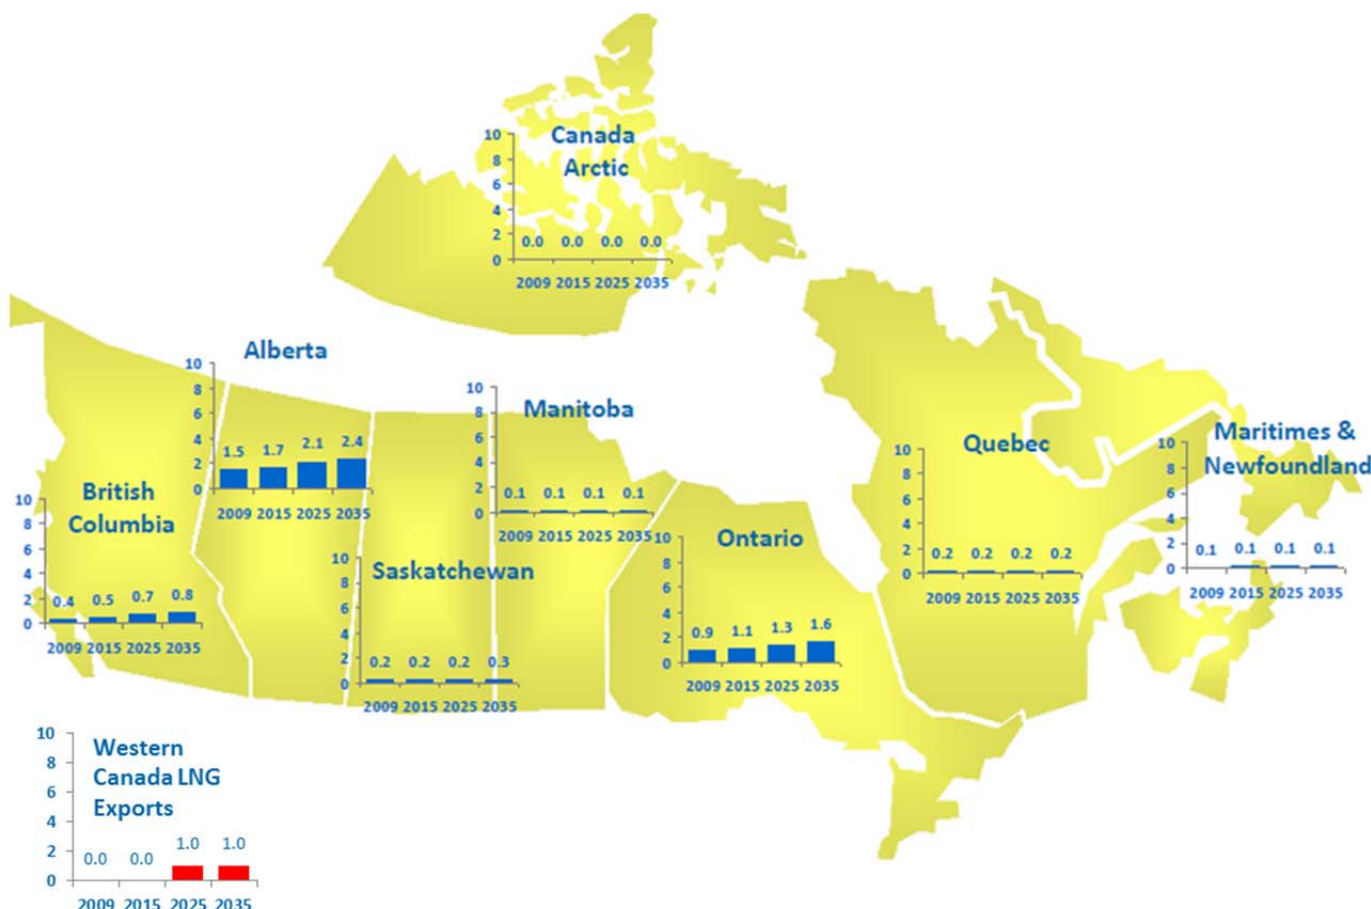 Canada
Arctic
10
8
6
4
2
0
0.0 0.0 0.0 0.0
2009 2015 2025 2035
Alberta
10
8
6
4
2
0
1.5 1.7 2.1 2.4
2009 2015 2025 2035
Manitoba
10
8
6
4
2
0
0.1 0.1 0.1 0.1
2009 2015 2025 2035
Quebec
10
8
6
4
2
0
0.2 0.2 0.2 0.2
2009 2015 2025 2035
Maritimes &
Newfoundland
10
8
6
4
2
0
0.1 0.1 0.1 0.1
2009 2015 2025 2035
British
Columbia
10
8
6
4
2
0
0.4 0.5 0.7 0.8
2009 2015 2025 2035
Saskatchewan
10
8
6
4
2
0
0.2 0.2 0.2 0.3
2009 2015 2025 2035
Ontario
10
8
6
4
2
0
0.9 1.1 1.3 1.6
2009 2015 2025 2035
Western
Canada LNG
Exports
10
8
6
4
2
0
0.0 0.0 1.0 1.0
2009 2015 2025 2035